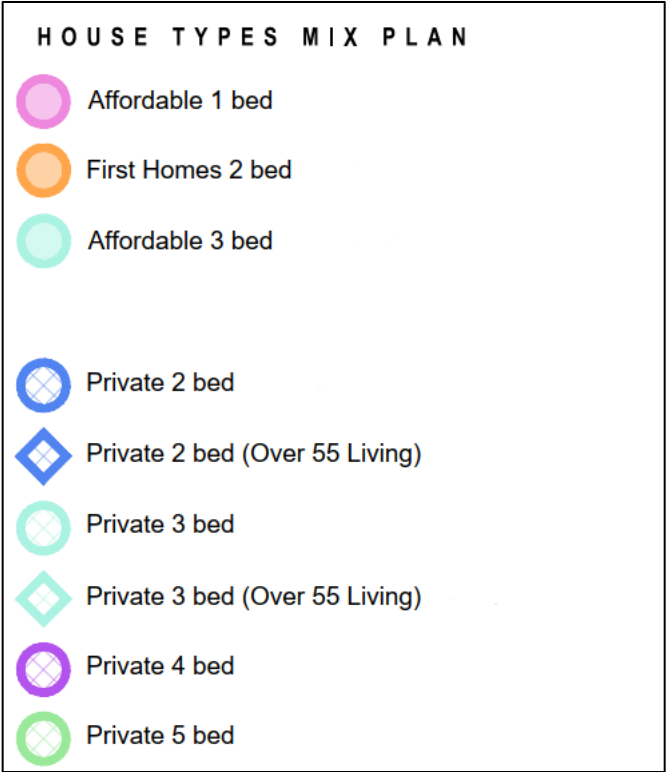 HOUSE TYPES MIX PLAN
Affordable 1 bed
First Homes 2 bed
Affordable 3 bed
Private 2 bed
Private 2 bed (Over 55 Living)
Private 3 bed
Private 3 bed (Over 55 Living)
Private 4 bed
Private 5 bed